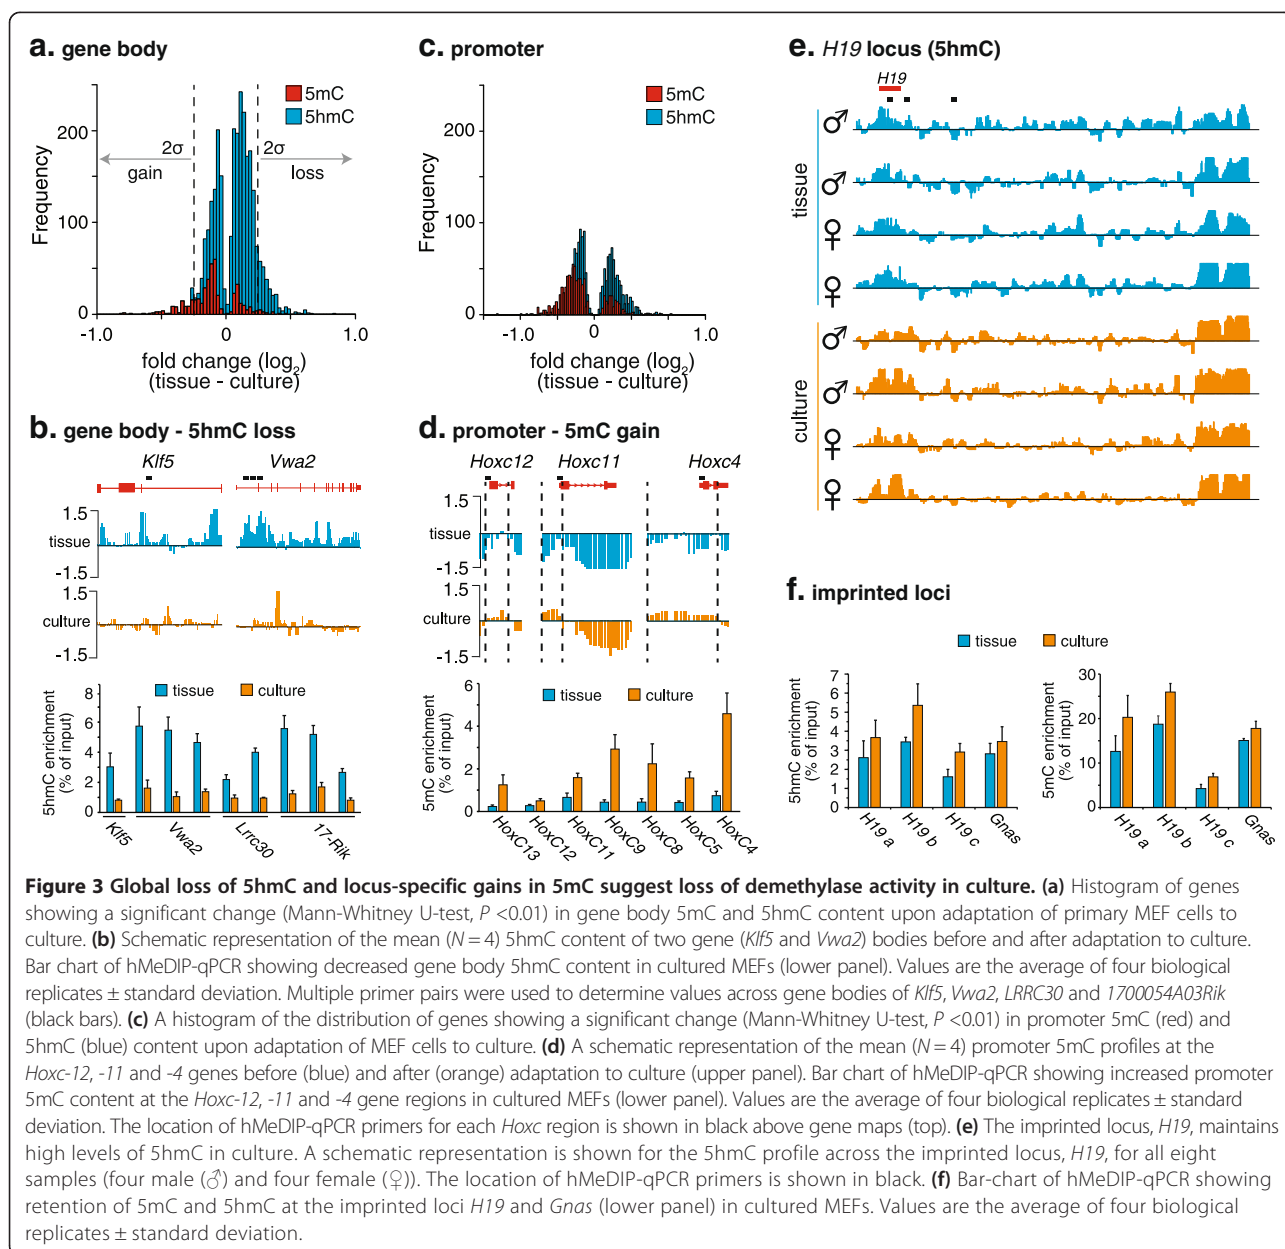 a. gene body
5mC
5hmC
200
100
0
Frequency
2σ
2σ
gain
loss
-1.0
0
1.0
fold change (log2)
(tissue - culture)
c. promoter
5mC
5hmC
200
100
0
Frequency
-1.0
0
1.0
fold change (log2)
(tissue - culture)
e. H19 locus (5hmC)
H19
♂
♂
♀
♀
tissue
♂
♂
♀
♀
culture
b. gene body - 5hmC loss
Klf5
Vwa2
1.5
tissue
-1.5
1.5
culture
-1.5
tissue
culture
8
6
4
2
0
5hmC enrichment
(% of input)
Klf5
Vwa2
Lrrc30
17-Rik
d. promoter - 5mC gain
Hoxc12
Hoxc11
Hoxc4
1.5
tissue
-1.5
1.5
culture
-1.5
tissue
culture
6
4
2
0
5mC enrichment
(% of input)
HoxC13
HoxC12
HoxC11
HoxC9
HoxC8
HoxC5
HoxC4
f. imprinted loci
tissue
culture
7
6
5
4
3
2
1
0
5hmC enrichment
(% of input)
H19 a
H19 b
H19 c
Gnas
30
20
10
0
5mC enrichment
(% of input)
H19 a
H19 b
H19 c
Gnas
Figure 3 Global loss of 5hmC and locus-specific gains in 5mC suggest loss of demethylase activity in culture. (a) Histogram of genes
showing a significant change (Mann-Whitney U-test, P <0.01) in gene body 5mC and 5hmC content upon adaptation of primary MEF cells to
culture. (b) Schematic representation of the mean (N = 4) 5hmC content of two gene (Klf5 and Vwa2) bodies before and after adaptation to culture.
Bar chart of hMeDIP-qPCR showing decreased gene body 5hmC content in cultured MEFs (lower panel). Values are the average of four biological
replicates ± standard deviation. Multiple primer pairs were used to determine values across gene bodies of Klf5, Vwa2, LRRC30 and 1700054A03Rik
(black bars). (c) A histogram of the distribution of genes showing a significant change (Mann-Whitney U-test, P <0.01) in promoter 5mC (red) and
5hmC (blue) content upon adaptation of MEF cells to culture. (d) A schematic representation of the mean (N = 4) promoter 5mC profiles at the
Hoxc-12, -11 and -4 genes before (blue) and after (orange) adaptation to culture (upper panel). Bar chart of hMeDIP-qPCR showing increased promoter
5mC content at the Hoxc-12, -11 and -4 gene regions in cultured MEFs (lower panel). Values are the average of four biological replicates ± standard
deviation. The location of hMeDIP-qPCR primers for each Hoxc region is shown in black above gene maps (top). (e) The imprinted locus, H19, maintains
high levels of 5hmC in culture. A schematic representation is shown for the 5hmC profile across the imprinted locus, H19, for all eight
samples (four male (♂) and four female (♀)). The location of hMeDIP-qPCR primers is shown in black. (f) Bar-chart of hMeDIP-qPCR showing
retention of 5mC and 5hmC at the imprinted loci H19 and Gnas (lower panel) in cultured MEFs. Values are the average of four biological
replicates ± standard deviation.